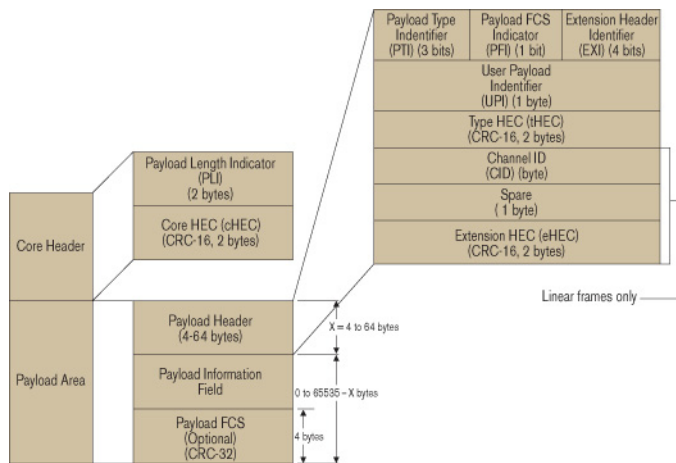 Payload Type
Indentifier
(PTI) (3 bits)
Payload FCS
Indicator
(PFI) (1 bit)
Extension Header
Identifier
(EXI) (4 bits)
User Payload
Indentifier
(UPI) (1 byte)
Type HEC (tHEC)
(CRC-16, 2 bytes)
Channel ID
(CID) (byte)
Spare
( 1 byte)
Extension HEC (eHEC)
(CRC-16, 2 bytes)
Linear frames only
Payload Length Indicator
(PLI)
(2 bytes)
Core HEC (cHEC)
(CRC-16, 2 bytes)
Core Header
Payload Header
(4-64 bytes)
X = 4 to 64 bytes
Payload Area
Payload Information
Field
0 to 65535 – X bytes
Payload FCS
(Optional)
(CRC-32)
4 bytes